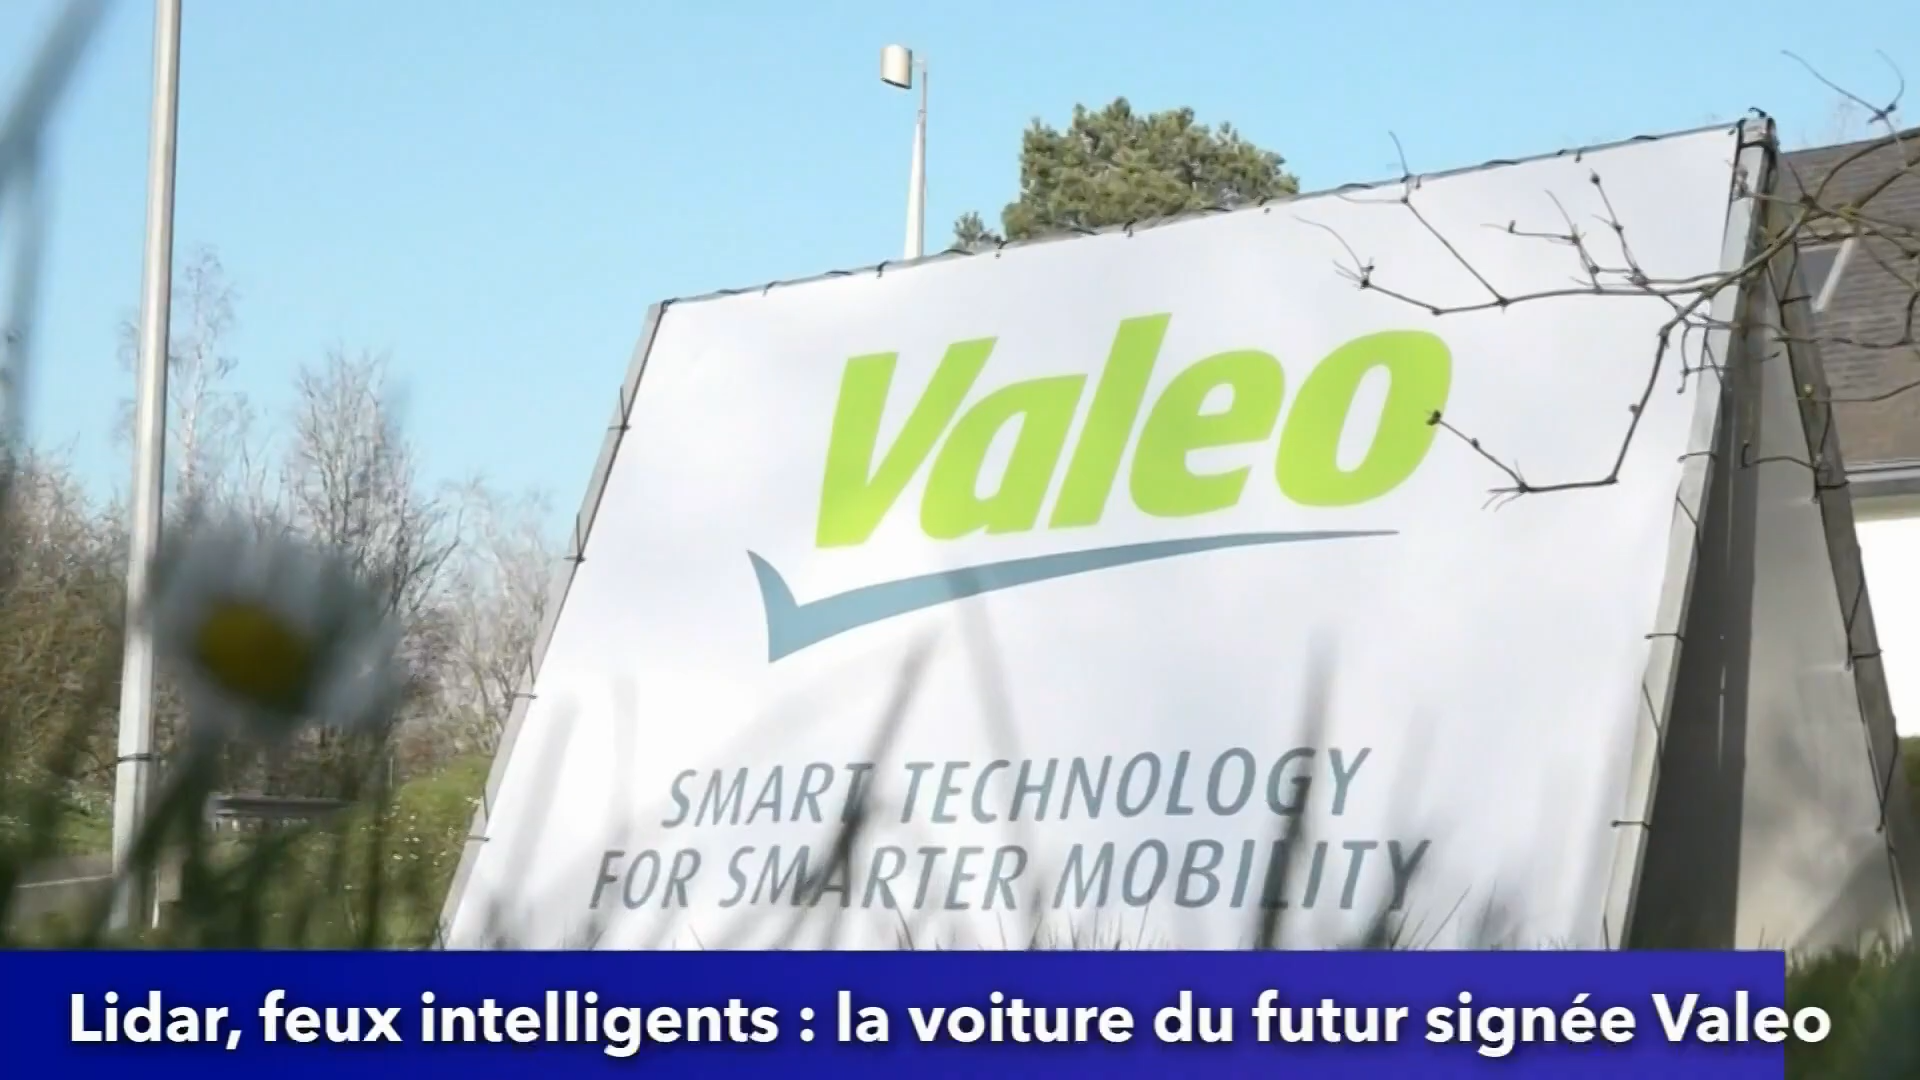 Valeo
SMART TECHNOLOGY
FOR SMARTER MOBILITY
Lidar, feux intelligents : la voiture du futur signée Valeo